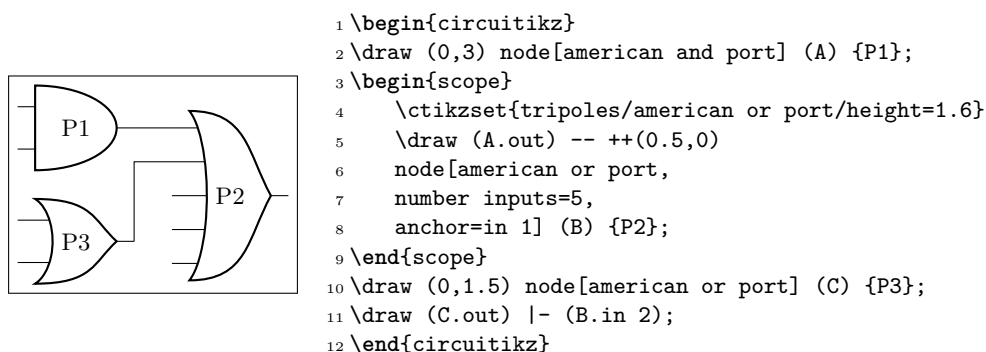 P1
P2
P3
1 \begin{circuitikz}
2 \draw (0,3) node[american and port] (A) {P1};
3 \begin{scope}
4     \ctikzset{tripoles/american or port/height=1.6}
5     \draw (A.out) -- ++(0.5,0)
6     node[american or port,
7     number inputs=5,
8     anchor=in 1] (B) {P2};
9 \end{scope}
10 \draw (0,1.5) node[american or port] (C) {P3};
11 \draw (C.out) |- (B.in 2);
12 \end{circuitikz}